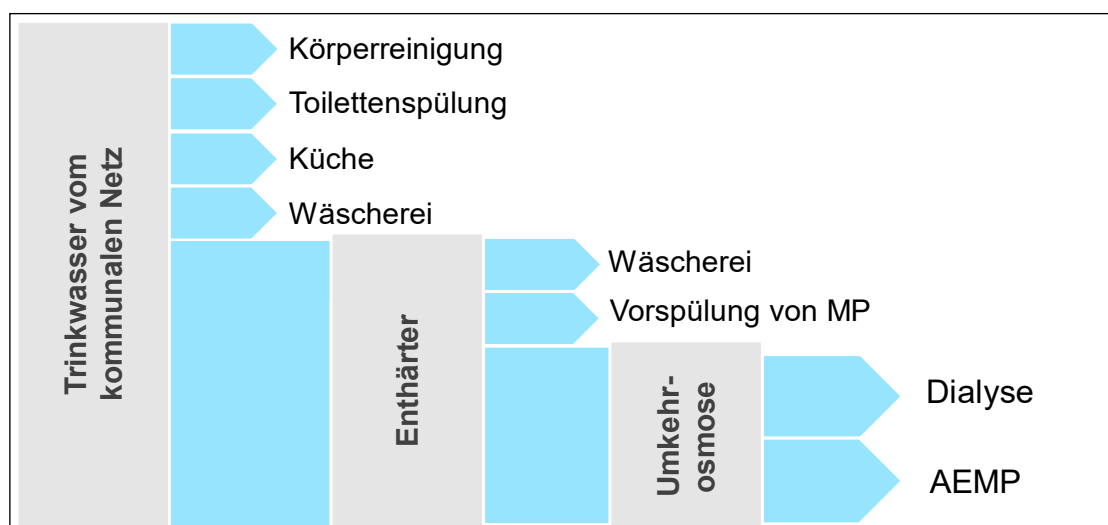 Trinkwasser vom
kommunalen Netz
Körperreinigung
Toilettenspülung
Küche
Wäscherei
Enthärter
Wäscherei
Vorspülung von MP
Umkehr-
osmose
Dialyse
AEMP